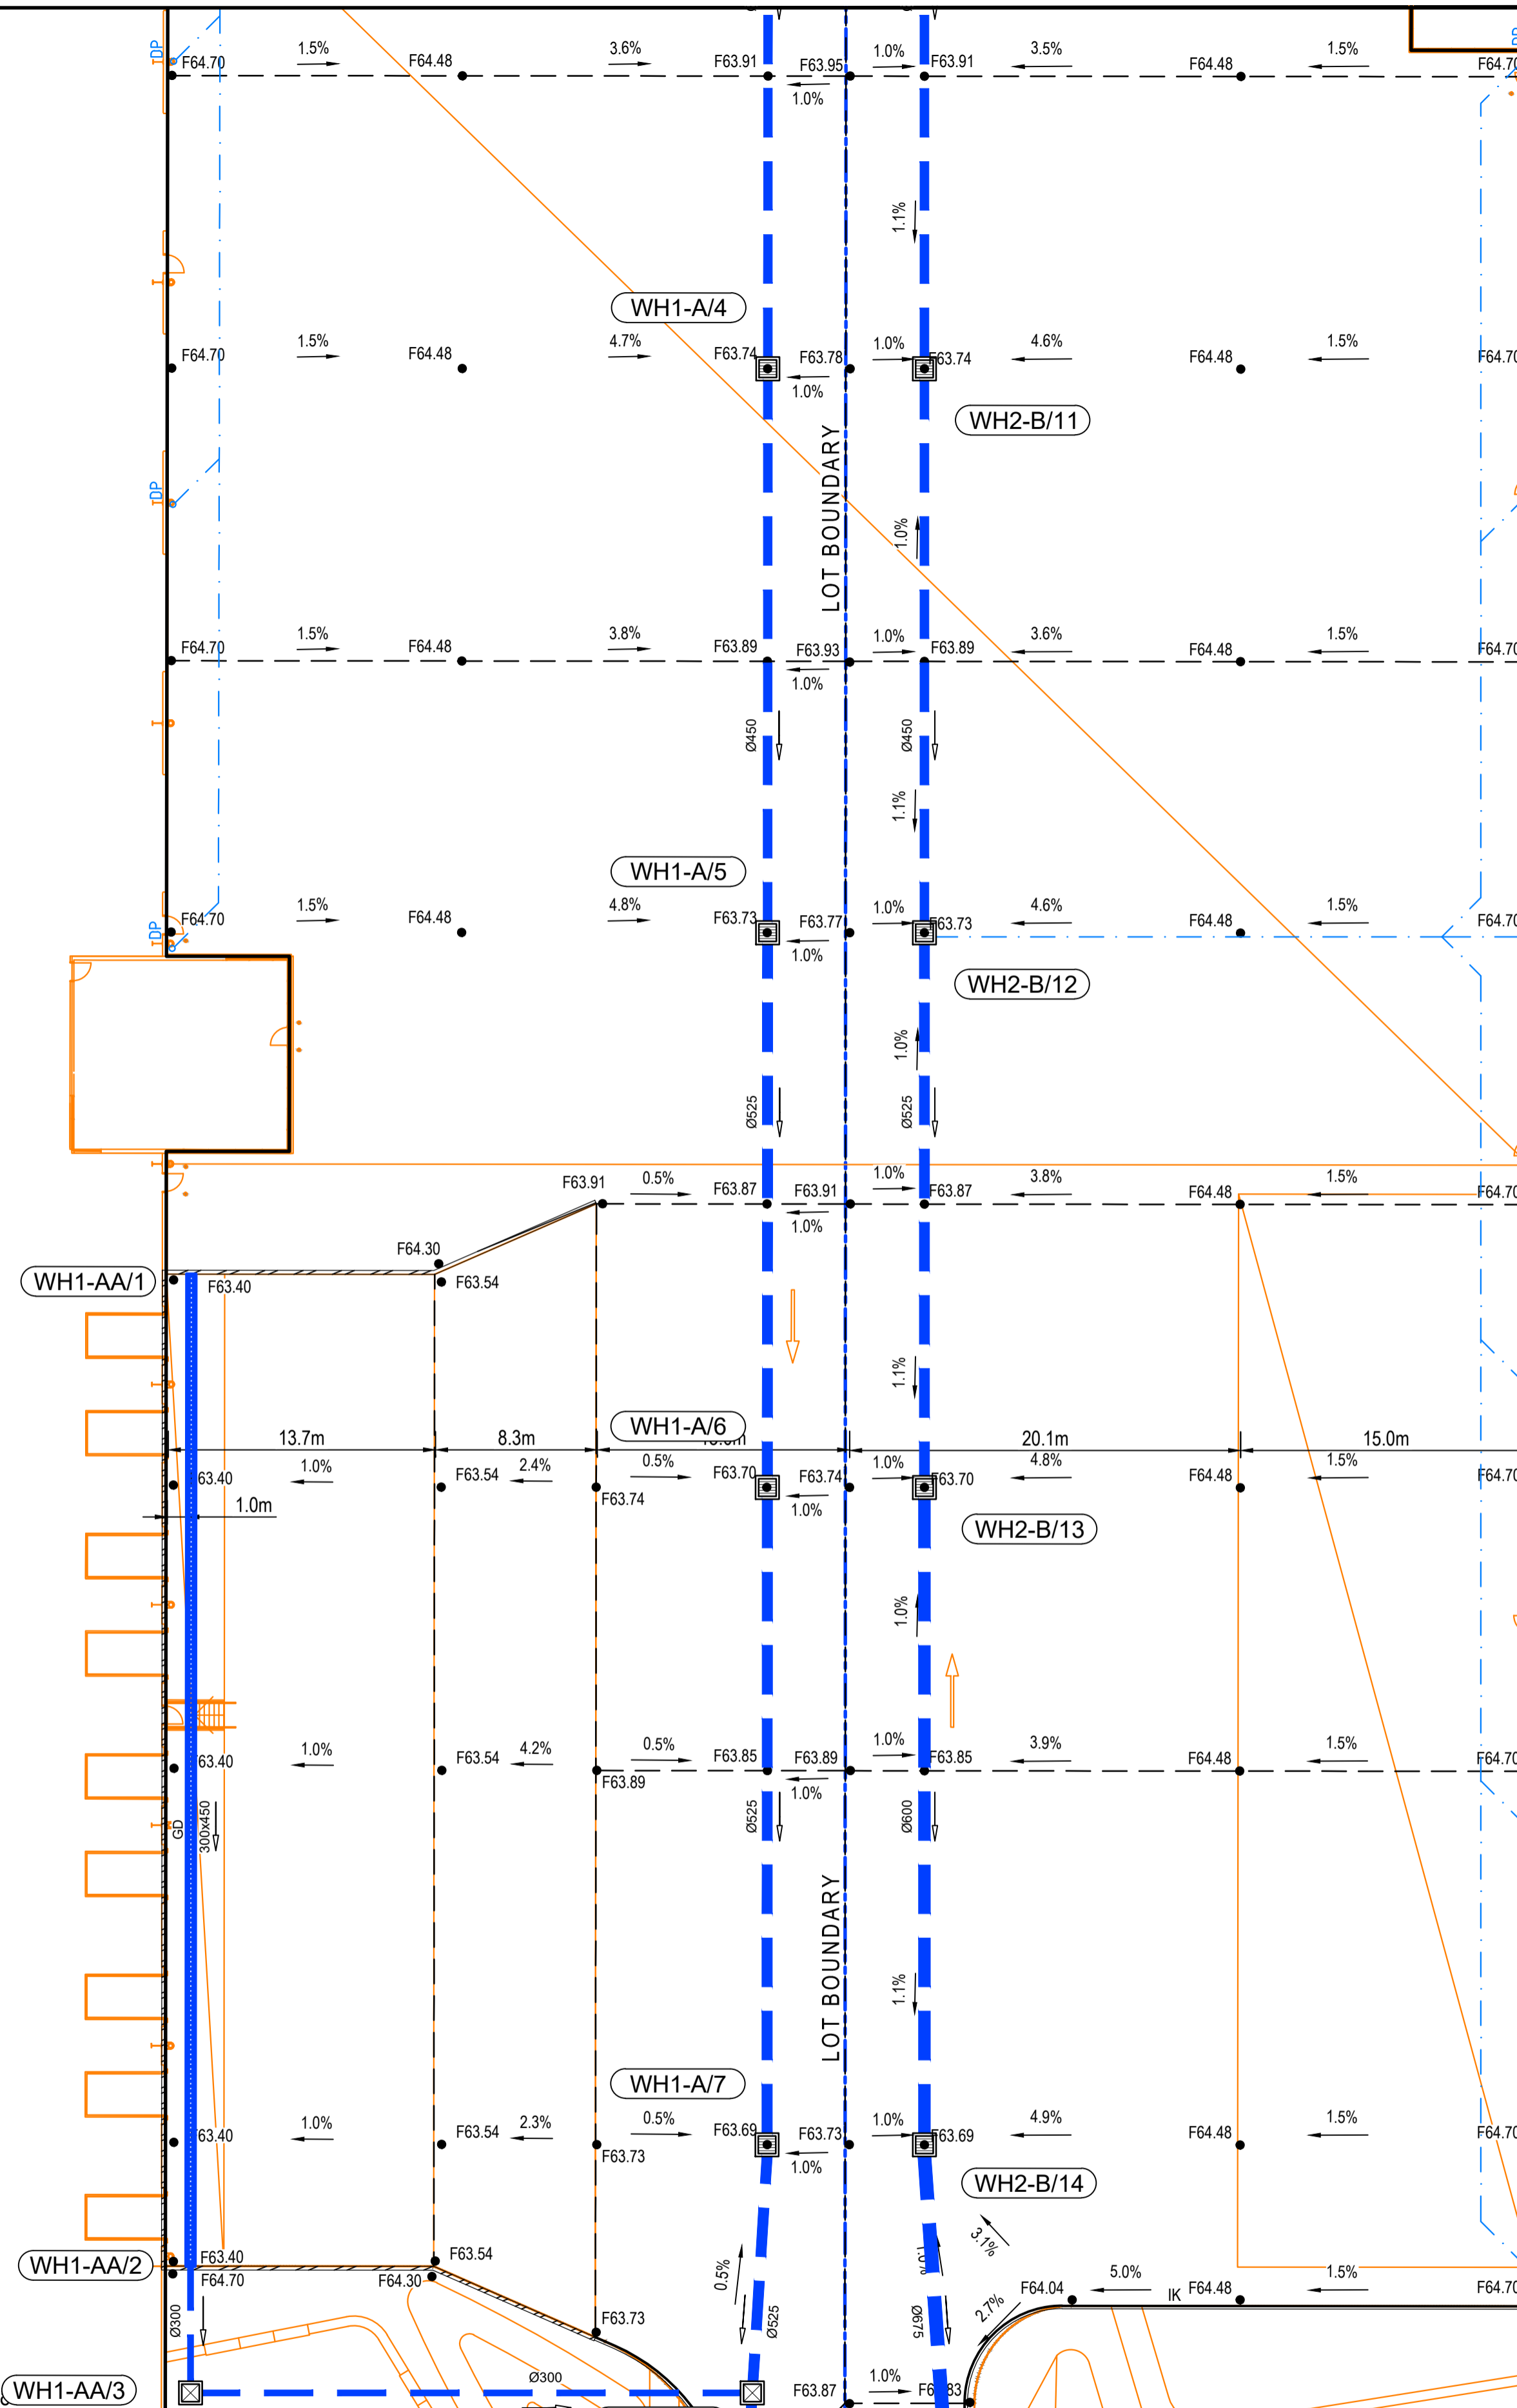 DP
F64.70 1.5% F64.48 3.6% F63.91 F63.95 1.0% F63.91 3.5% F64.48 1.5% F64.70
1.0%
1.1%
WH1-A/4
F64.70 1.5% F64.48 4.7% F63.74 F63.78 1.0% F63.74 4.6% F64.48 1.5% F64.70
1.0%
WH2-B/11
LOT BOUNDARY
DP
1.0%
F64.70 1.5% F64.48 3.8% F63.89 F63.93 1.0% F63.89 3.6% F64.48 1.5% F64.70
1.0%
Ø450 Ø450
1.1%
WH1-A/5
DP
F64.70 1.5% F64.48 4.8% F63.73 F63.77 1.0% F63.73 4.6% F64.48 1.5% F64.70
1.0%
WH2-B/12
1.0%
Ø525 Ø525
F63.91 0.5% F63.87 F63.91 1.0% F63.87 3.8% F64.48 1.5% F64.70
1.0%
F64.30
WH1-AA/1 F63.40 F63.54
1.1%
WH1-A/6
13.7m 8.3m 20.1m 15.0m
63.40 1.0% F63.54 2.4% 0.5% F63.70 F63.74 1.0% F63.70 4.8% F64.48 1.5% F64.70
F63.74 1.0%
1.0m
WH2-B/13
1.0%
63.40 1.0% F63.54 4.2% 0.5% F63.85 F63.89 1.0% F63.85 3.9% F64.48 1.5% F64.70
F63.89 1.0%
GD 300x450 Ø525 Ø600
LOT BOUNDARY
1.1%
WH1-A/7
63.40 1.0% F63.54 2.3% 0.5% F63.69 F63.73 1.0% F63.69 4.9% F64.48 1.5% F64.70
F63.73 1.0%
WH2-B/14
3.1%
WH1-AA/2 F63.40 F63.54
F64.70 F64.30
0.5%
F64.04 5.0% IK F64.48 1.5% F64.70
2.7%
F63.73
Ø300 Ø525 Ø675
WH1-AA/3 Ø300 F63.87 1.0%